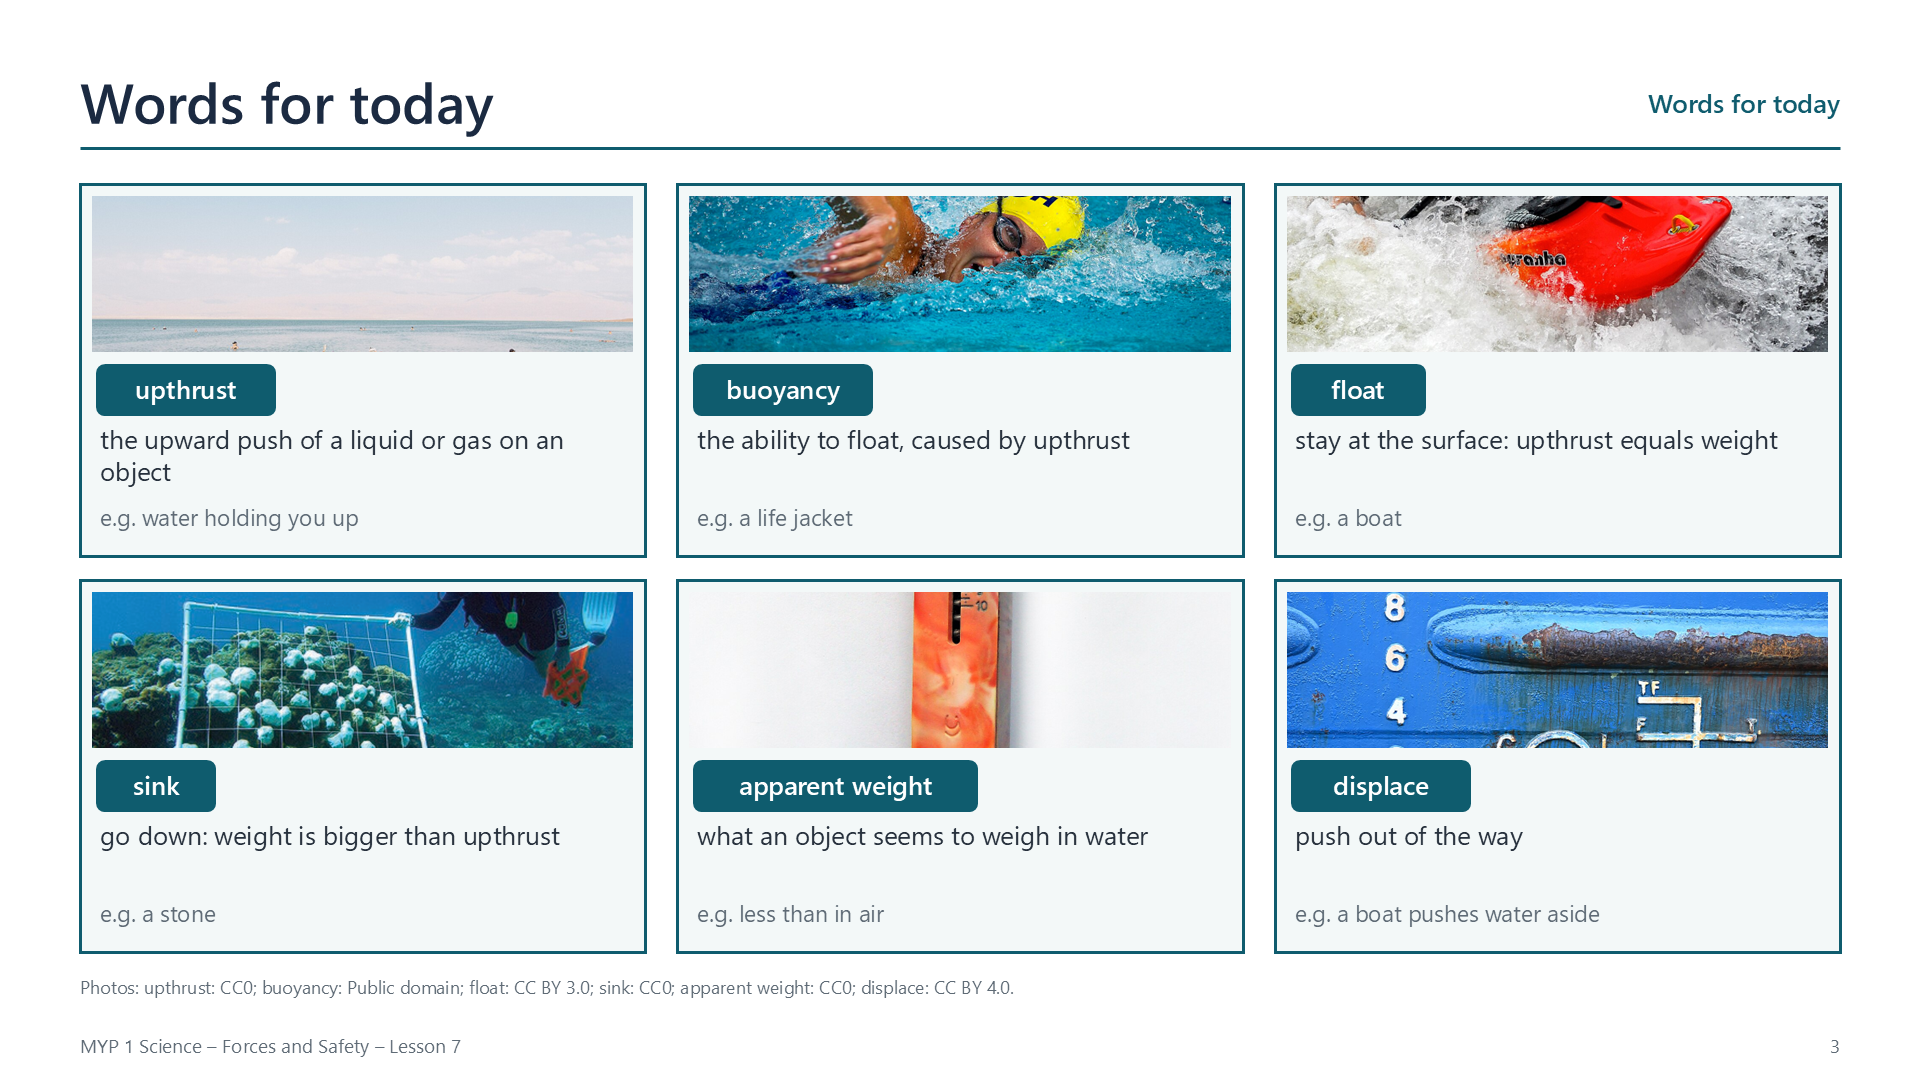 Words for today
Words for today
upthrust
the upward push of a liquid or gas on an
object
e.g. water holding you up
buoyancy
the ability to float, caused by upthrust
e.g. a life jacket
float
stay at the surface: upthrust equals weight
e.g. a boat
10
8
6
4
TF
F
T
sink
go down: weight is bigger than upthrust
e.g. a stone
apparent weight
what an object seems to weigh in water
e.g. less than in air
displace
push out of the way
e.g. a boat pushes water aside
Photos: upthrust: CC0; buoyancy: Public domain; float: CC BY 3.0; sink: CC0; apparent weight: CC0; displace: CC BY 4.0.
MYP 1 Science – Forces and Safety – Lesson 7
3